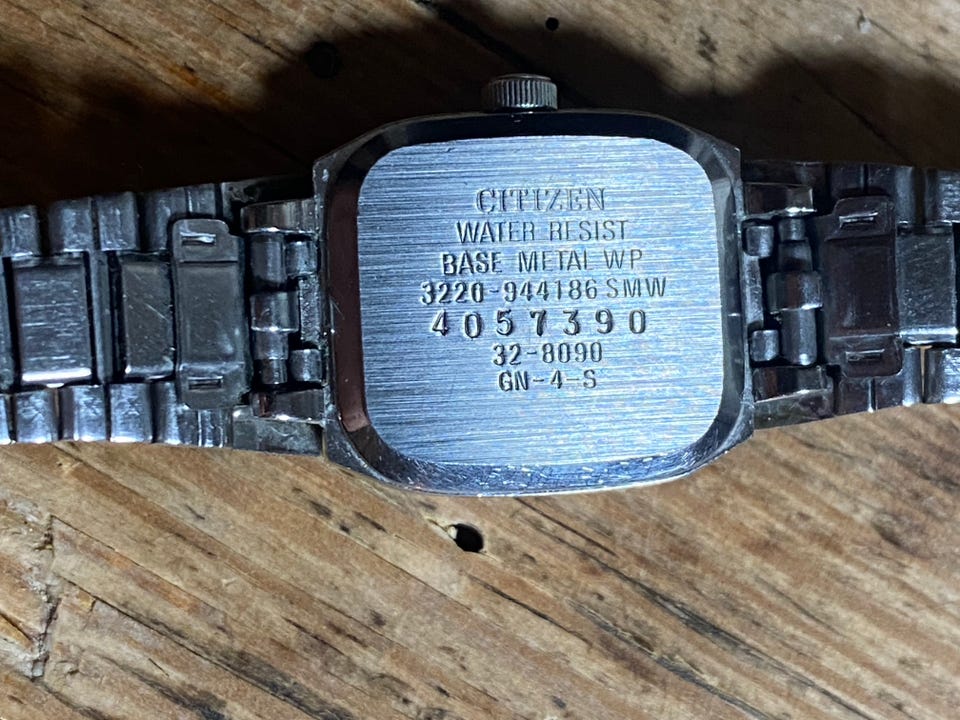 CITIZEN
WATER RESIST
BASE METAL WP
3220-944186 SMW
4057390
32-8090
GN-4-S